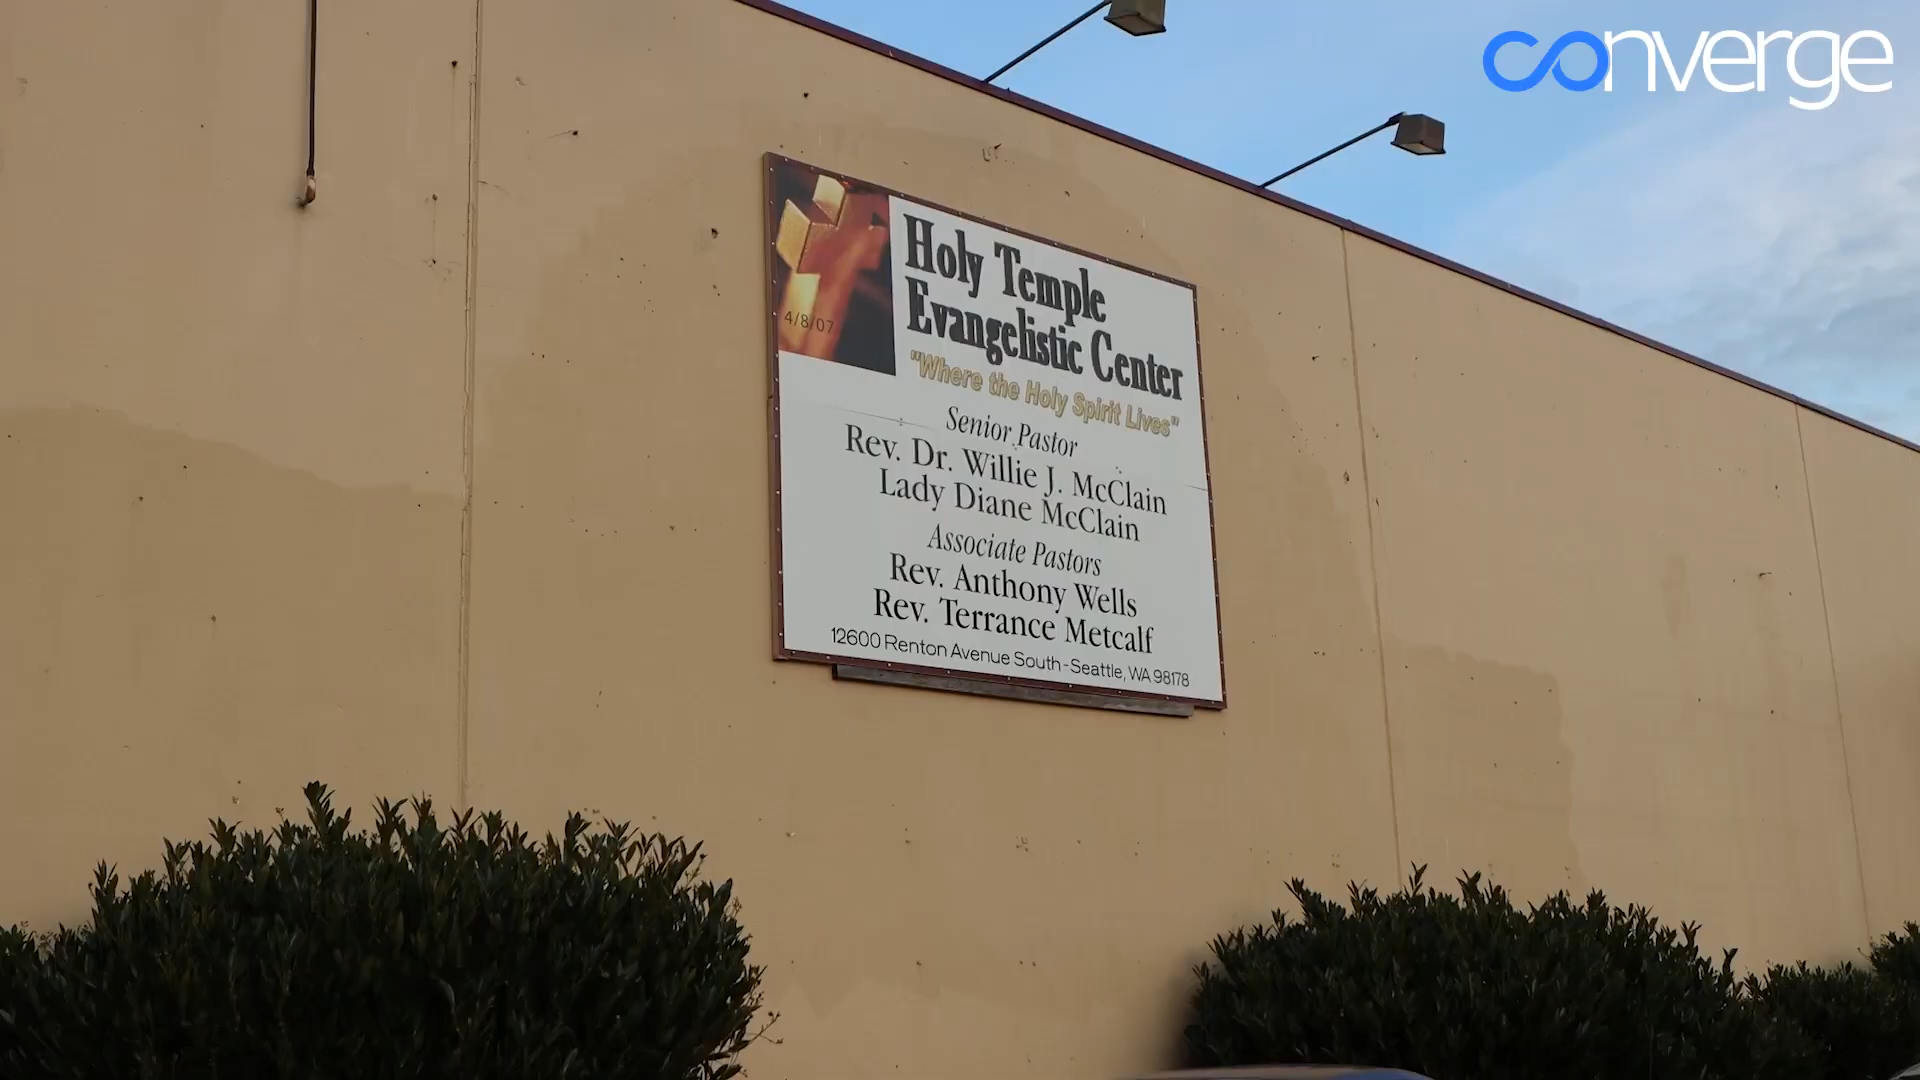 converge
4/8/07
Holy Temple
Evangelistic Center
"Where the Holy Spirit Lives"
Senior Pastor
Rev. Dr. Willie J. McClain
Lady Diane McClain
Associate Pastors
Rev. Anthony Wells
Rev. Terrance Metcalf
12600 Renton Avenue South-Seattle, WA 98178